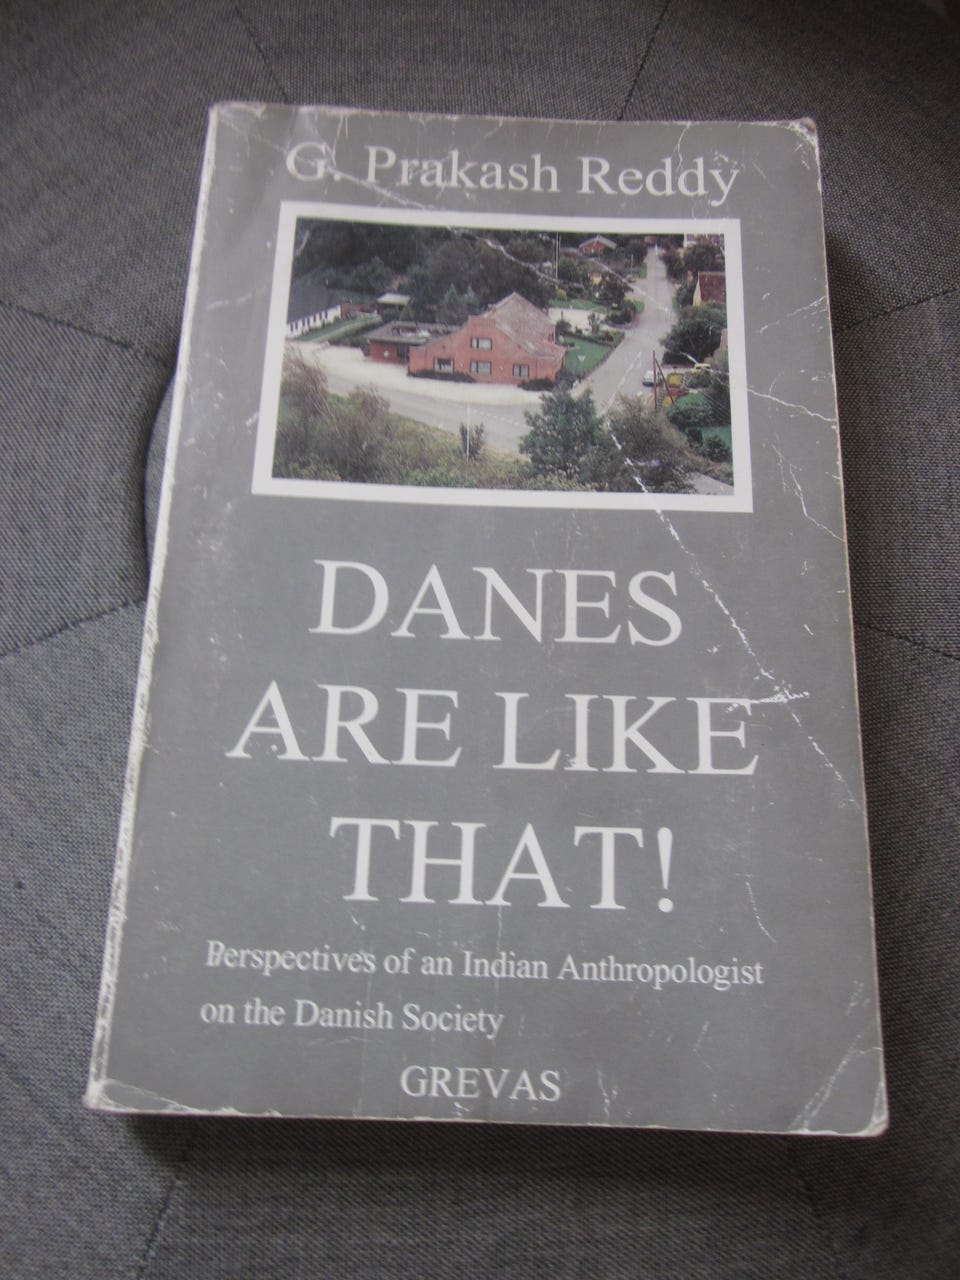 G. Prakash Reddy
DANES
ARE LIKE
THAT!
Perspectives of an Indian Anthropologist
on the Danish Society
GREVAS